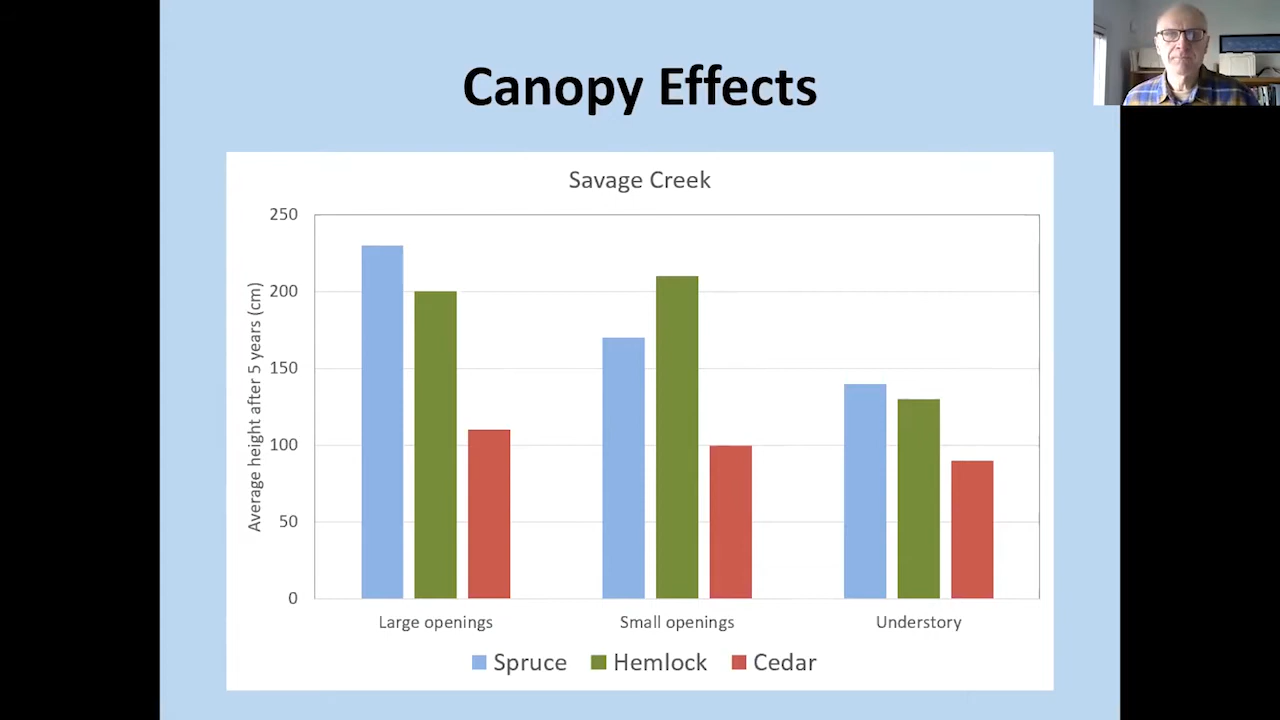 Canopy Effects
Savage Creek
Average height after 5 years (cm)
250
200
150
100
50
0
Large openings Small openings Understory
Spruce Hemlock Cedar